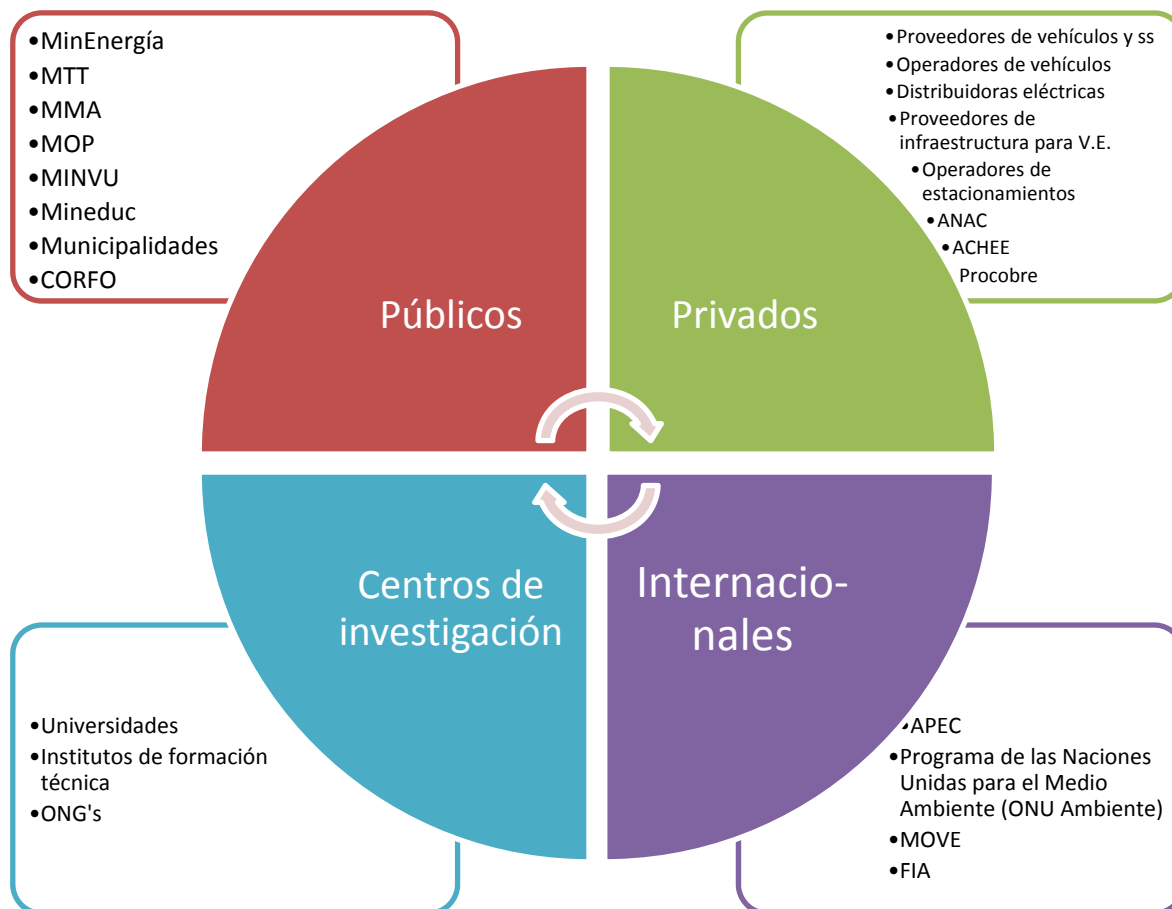 •MinEnergía
•MTT
•MMA
•MOP
•MINVU
•Mineduc
•Municipalidades
•CORFO
•Proveedores de vehículos y ss
•Operadores de vehículos
•Distribuidoras eléctricas
•Proveedores de
infraestructura para V.E.
•Operadores de
estacionamientos
•ANAC
•ACHEE
Procobre
Públicos
Privados
Centros de
investigación
Internacio-
nales
•Universidades
•Institutos de formación
técnica
•ONG's
•APEC
•Programa de las Naciones
Unidas para el Medio
Ambiente (ONU Ambiente)
•MOVE
•FIA